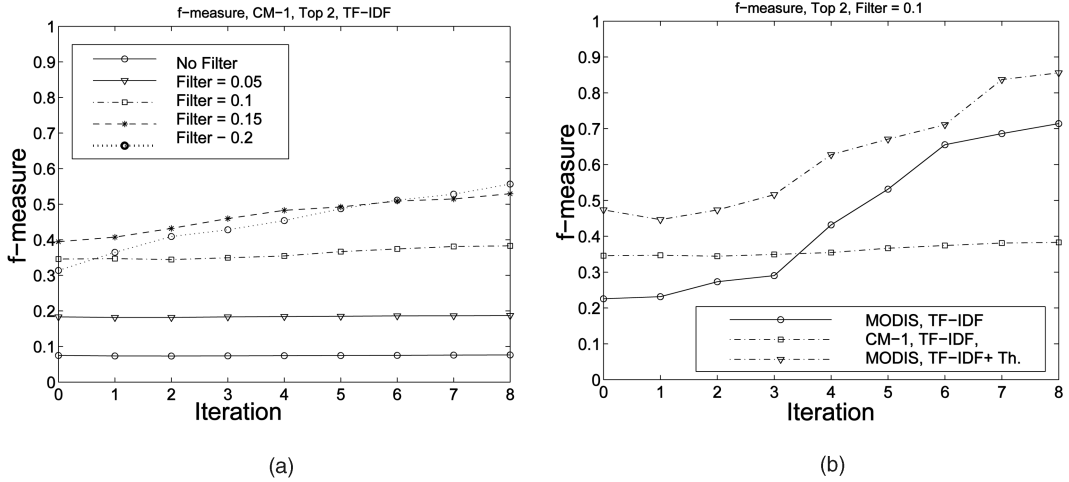 f−measure, CM−1, Top 2, TF−IDF
1
0.9
0.8
0.7
0.6
0.5
0.4
0.3
0.2
0.1
0
f−measure
No Filter
Filter = 0.05
Filter = 0.1
Filter = 0.15
Filter − 0.2
0 1 2 3 4 5 6 7 8
Iteration
(a)
f−measure, Top 2, Filter = 0.1
1
0.9
0.8
0.7
0.6
0.5
0.4
0.3
0.2
0.1
0
f−measure
MODIS, TF−IDF
CM−1, TF−IDF,
MODIS, TF−IDF+ Th.
0 1 2 3 4 5 6 7 8
Iteration
(b)